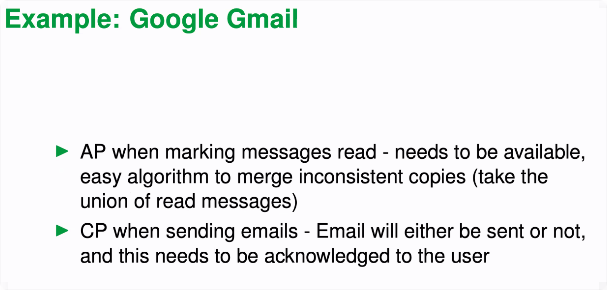 Example: Google Gmail
▶ AP when marking messages read - needs to be available,
easy algorithm to merge inconsistent copies (take the
union of read messages)
▶ CP when sending emails - Email will either be sent or not,
and this needs to be acknowledged to the user